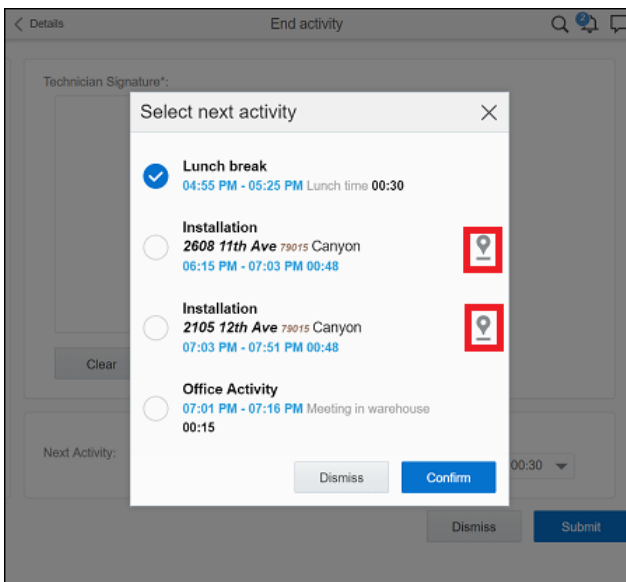 Details
End activity
2
Technician Signature*:
Select next activity
Lunch break
04:55 PM - 05:25 PM Lunch time 00:30
Installation
2608 11th Ave 79015 Canyon
06:15 PM - 07:03 PM 00:48
Installation
2105 12th Ave 79015 Canyon
07:03 PM - 07:51 PM 00:48
Clear
Office Activity
07:01 PM - 07:16 PM Meeting in warehouse
00:15
Next Activity:
00:30
Dismiss
Confirm
Dismiss
Submit